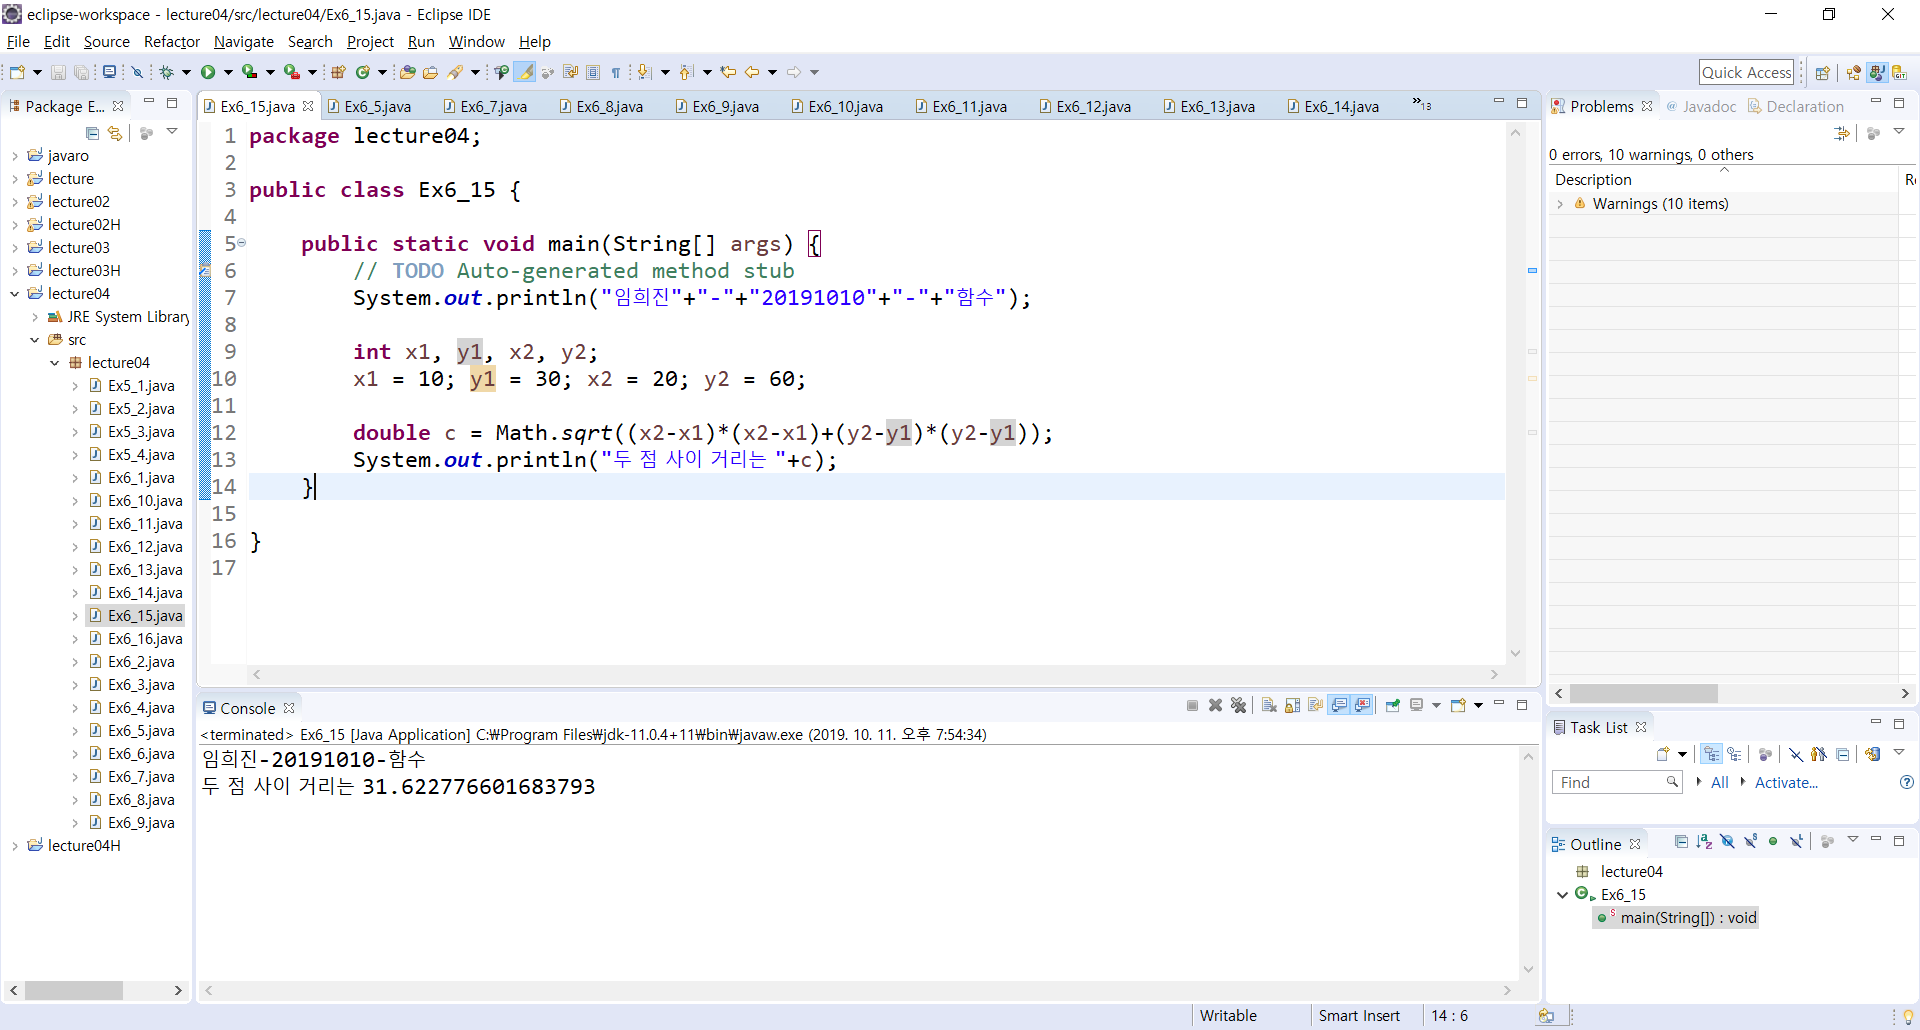 eclipse-workspace - lecture04/src/lecture04/Ex6_15.java - Eclipse IDE
File Edit Source Refactor Navigate Search Project Run Window Help
Quick Access
Package E...
javaro
lecture
lecture02
lecture02H
lecture03
lecture03H
lecture04
JRE System Library
src
lecture04
Ex5_1.java
Ex5_2.java
Ex5_3.java
Ex5_4.java
Ex6_1.java
Ex6_10.java
Ex6_11.java
Ex6_12.java
Ex6_13.java
Ex6_14.java
Ex6_15.java
Ex6_16.java
Ex6_2.java
Ex6_3.java
Ex6_4.java
Ex6_5.java
Ex6_6.java
Ex6_7.java
Ex6_8.java
Ex6_9.java
lecture04H
Ex6_15.java Ex6_5.java Ex6_7.java Ex6_8.java Ex6_9.java Ex6_10.java Ex6_11.java Ex6_12.java Ex6_13.java Ex6_14.java »13
1 package lecture04;
2
3 public class Ex6_15 {
4
5 public static void main(String[] args) {
6 // TODO Auto-generated method stub
7 System.out.println("임희진"+"-"+"20191010"+"-"+"함수");
8
9 int x1, y1, x2, y2;
10 x1 = 10; y1 = 30; x2 = 20; y2 = 60;
11
12 double c = Math.sqrt((x2-x1)*(x2-x1)+(y2-y1)*(y2-y1));
13 System.out.println("두 점 사이 거리는 "+c);
14 }
15
16 }
17
Console
<terminated> Ex6_15 [Java Application] C:₩Program Files₩jdk-11.0.4+11₩bin₩javaw.exe (2019. 10. 11. 오후 7:54:34)
임희진-20191010-함수
두 점 사이 거리는 31.622776601683793
Problems Javadoc Declaration
0 errors, 10 warnings, 0 others
Description R
Warnings (10 items)
Task List
Find All Activate...
Outline
lecture04
Ex6_15
main(String[]) : void
Writable Smart Insert 14 : 6